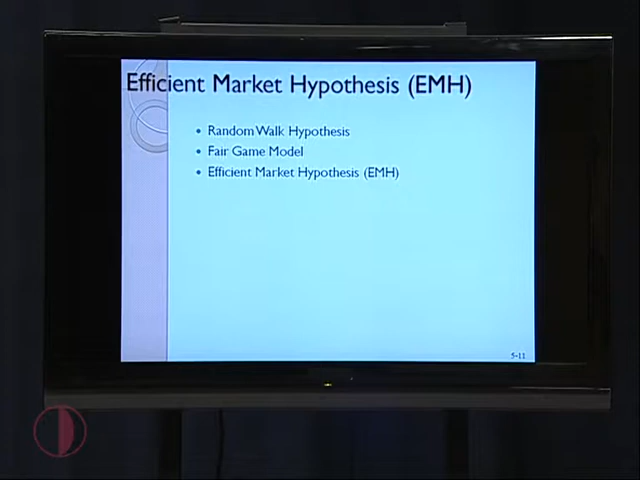 Efficient Market Hypothesis (EMH)
• Random Walk Hypothesis
• Fair Game Model
• Efficient Market Hypothesis (EMH)
5-11